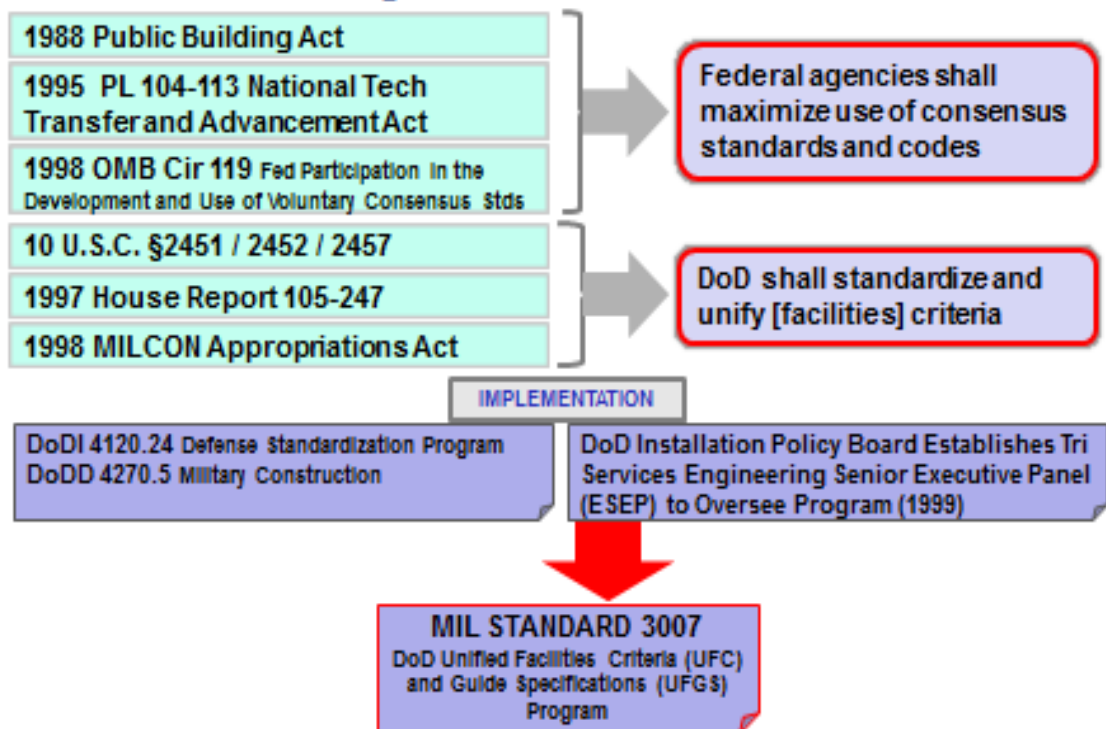 1988 Public Building Act
1995 PL 104-113 National Tech
Transfer and Advancement Act
1998 OMB Cir 119 Fed Participation in the
Development and Use of Voluntary Consensus Stds
Federal agencies shall
maximize use of consensus
standards and codes
10 U.S.C. §2451 / 2452 / 2457
1997 House Report 105-247
1998 MILCON Appropriations Act
DoD shall standardize and
unify [facilities] criteria
IMPLEMENTATION
DoDI 4120.24 Defense Standardization Program
DoDD 4270.5 Military Construction
DoD Installation Policy Board Establishes Tri
Services Engineering Senior Executive Panel
(ESEP) to Oversee Program (1999)
MIL STANDARD 3007
DoD Unified Facilities Criteria (UFC)
and Guide Specifications (UFGS)
Program